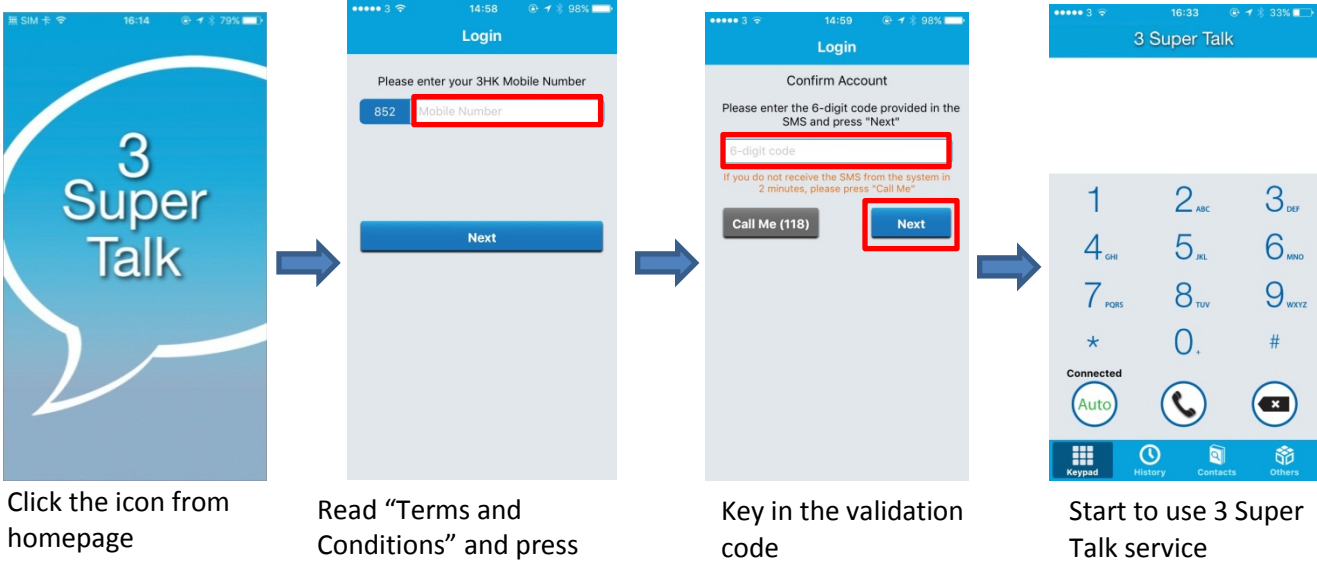 無 SIM 卡 16:14 79%
3
Super
Talk
Click the icon from
homepage
3 14:58 98%
Login
Please enter your 3HK Mobile Number
852 Mobile Number
Next
Read “Terms and
Conditions” and press
3 14:59 98%
Login
Confirm Account
Please enter the 6-digit code provided in the
SMS and press "Next"
6-digit code
If you do not receive the SMS from the system in
2 minutes, please press "Call Me"
Call Me (118) Next
Key in the validation
code
3 16:33 33%
3 Super Talk
1 2 ABC 3 DEF
4 GHI 5 JKL 6 MNO
7 PQRS 8 TUV 9 WXYZ
* 0 + #
Connected
Auto
Keypad History Contacts Others
Start to use 3 Super
Talk service